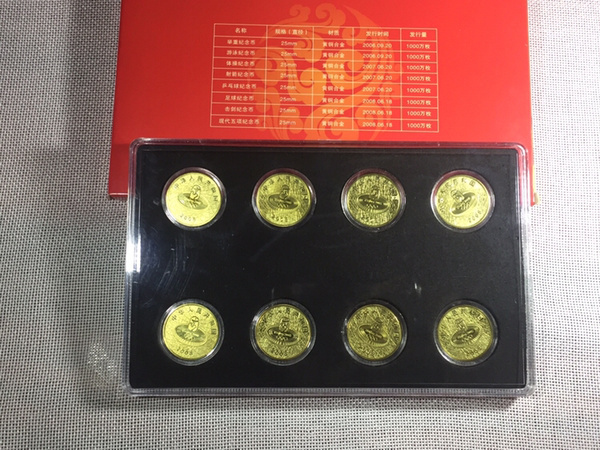 名称 规格（直径） 材质 发行时间 发行量
举重纪念币 25mm 黄铜合金 2006.09.20 1000万枚
游泳纪念币 25mm 黄铜合金 2006.09.20 1000万枚
体操纪念币 25mm 黄铜合金 2007.06.20 1000万枚
射箭纪念币 25mm 黄铜合金 2007.06.20 1000万枚
乒乓球纪念币 25mm 黄铜合金 2007.06.20 1000万枚
足球纪念币 25mm 黄铜合金 2008.06.18 1000万枚
击剑纪念币 25mm 黄铜合金 2008.06.18 1000万枚
现代五项纪念币 25mm 黄铜合金 2008.06.18 1000万枚